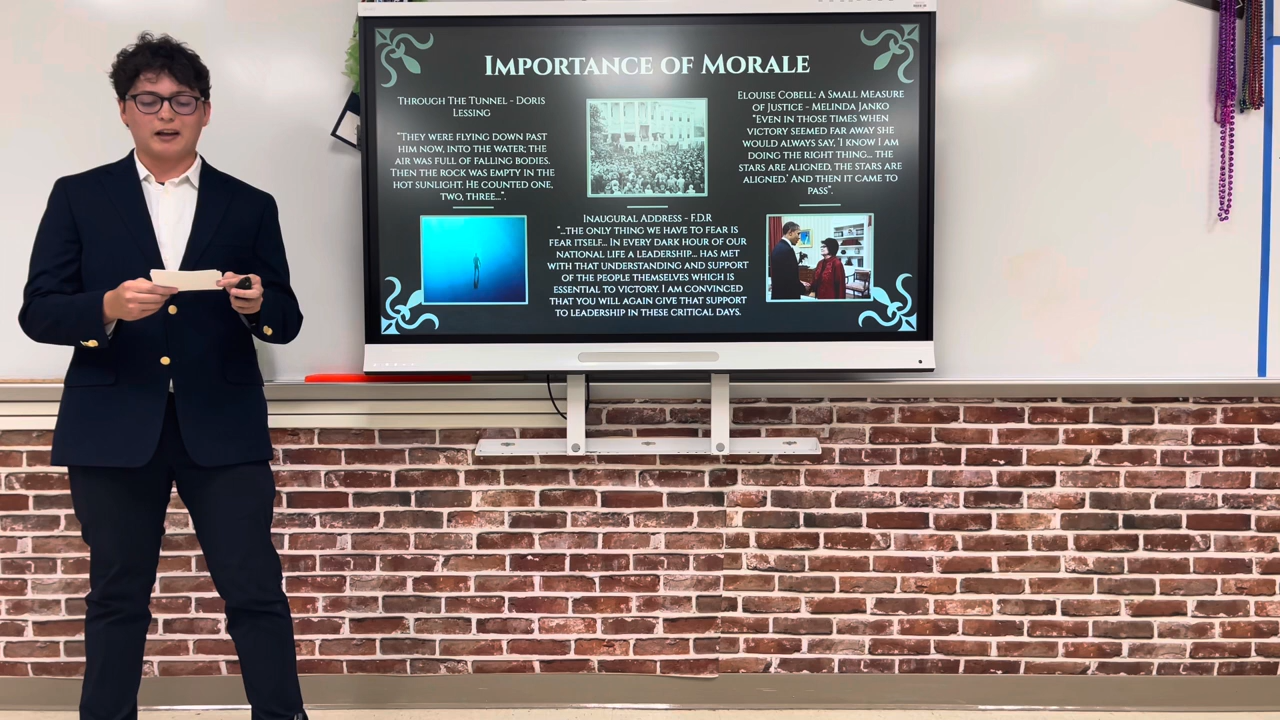 Importance of Morale
Through The Tunnel - Doris
Lessing
"They were flying down past
him now, into the water; the
air was full of falling bodies.
Then the rock was empty in the
hot sunlight. He counted one,
two, three...".
Inaugural Address - F.D.R
"...the only thing we have to fear is
fear itself... In every dark hour of our
national life a leadership... has met
with that understanding and support
of the people themselves which is
essential to victory. I am convinced
that you will again give that support
to leadership in these critical days.
Elouise Cobell: A Small Measure
of Justice - Melinda Janko
"Even in those times when
victory seemed far away she
would always say, 'I know I am
doing the right thing... the
stars are aligned, the stars are
aligned.' And then it came to
pass".